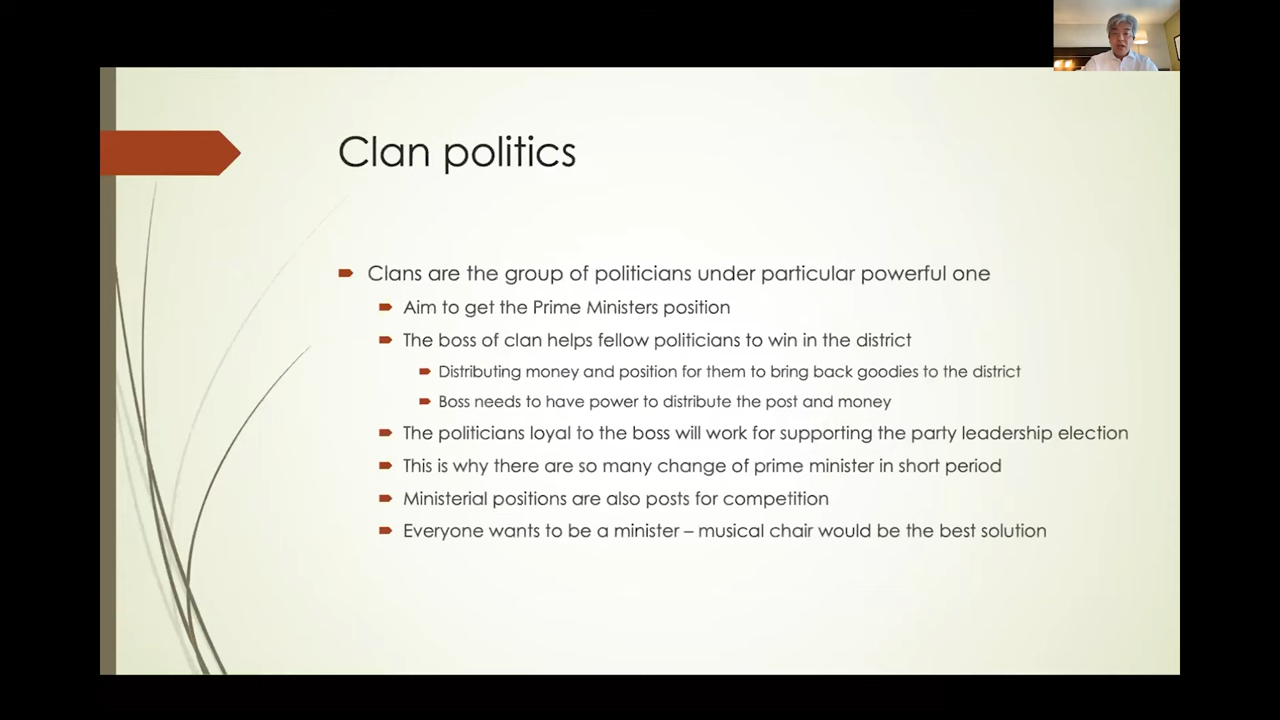 Clan politics
Clans are the group of politicians under particular powerful one
Aim to get the Prime Ministers position
The boss of clan helps fellow politicians to win in the district
Distributing money and position for them to bring back goodies to the district
Boss needs to have power to distribute the post and money
The politicians loyal to the boss will work for supporting the party leadership election
This is why there are so many change of prime minister in short period
Ministerial positions are also posts for competition
Everyone wants to be a minister – musical chair would be the best solution